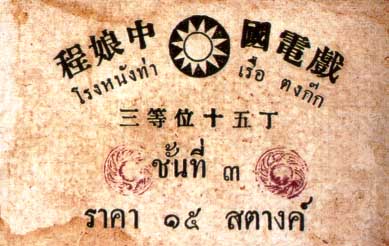 程娘中國電戲
โรงหนังท่าเรือ ตงก๊ก
三等位十五丁
ชั้นที่ ๓
ราคา ๑๕ สตางค์